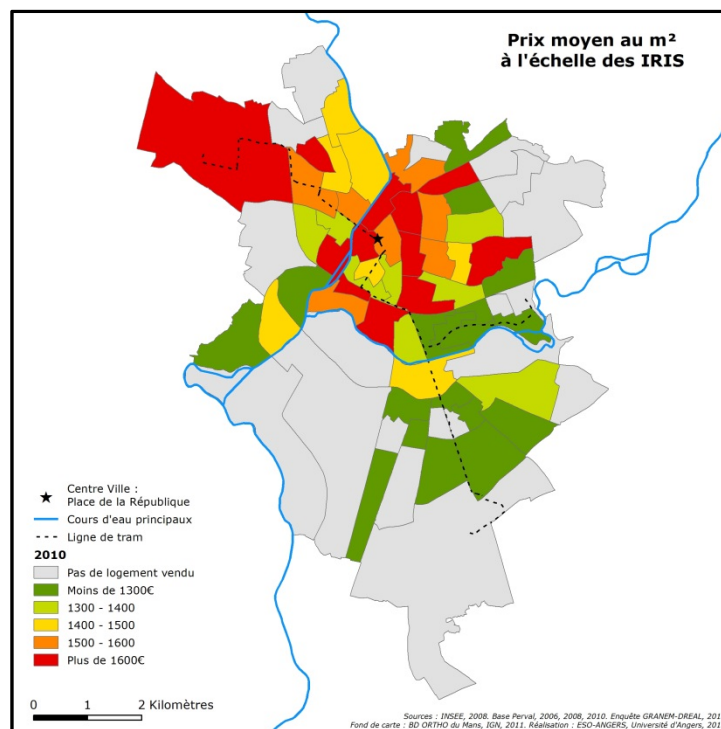 Prix moyen au m²
à l'échelle des IRIS
Centre Ville :
Place de la République
Cours d'eau principaux
Ligne de tram
2010
Pas de logement vendu
Moins de 1300€
1300 - 1400
1400 - 1500
1500 - 1600
Plus de 1600€
0 1 2 Kilomètres
Sources : INSEE, 2008. Base Perval, 2006, 2008, 2010. Enquête GRANEM-DREAL, 201
Fond de carte : BD ORTHO du Mans, IGN, 2011. Réalisation : ESO-ANGERS, Université d'Angers, 201